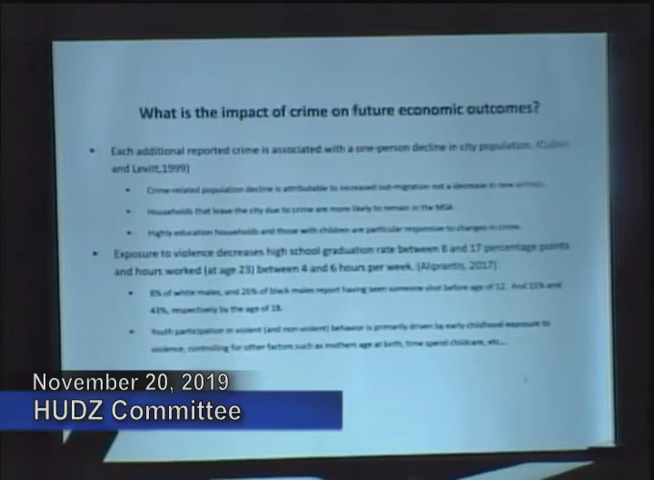 What is the impact of crime on future economic outcomes?
• Each additional reported crime is associated with a one-person decline in city population. (Cullen
and Levitt,1999)
• Crime-related population decline is attributable to increased out-migration not a decrease in new
• Households that leave the city due to crime are more likely to remain in the MSA.
• Highly education households and those with children are particular responsive to changes in crime.
• Exposure to violence decreases high school graduation rate between 8 and 17 percentage points
and hours worked (at age 23) between 4 and 6 hours per week. (Aliprantis, 2017)
• 8% of white males, and 26% of black males report having seen someone shot before age of 12. And
43%, respectively by the age of 18.
• Youth participation in violent (and non-violent) behavior is primarily driven by early childhood exposure to
violence, controlling for other factors such as mothers age at birth, time spend childcare, etc...
November 20, 2019
HUDZ Committee